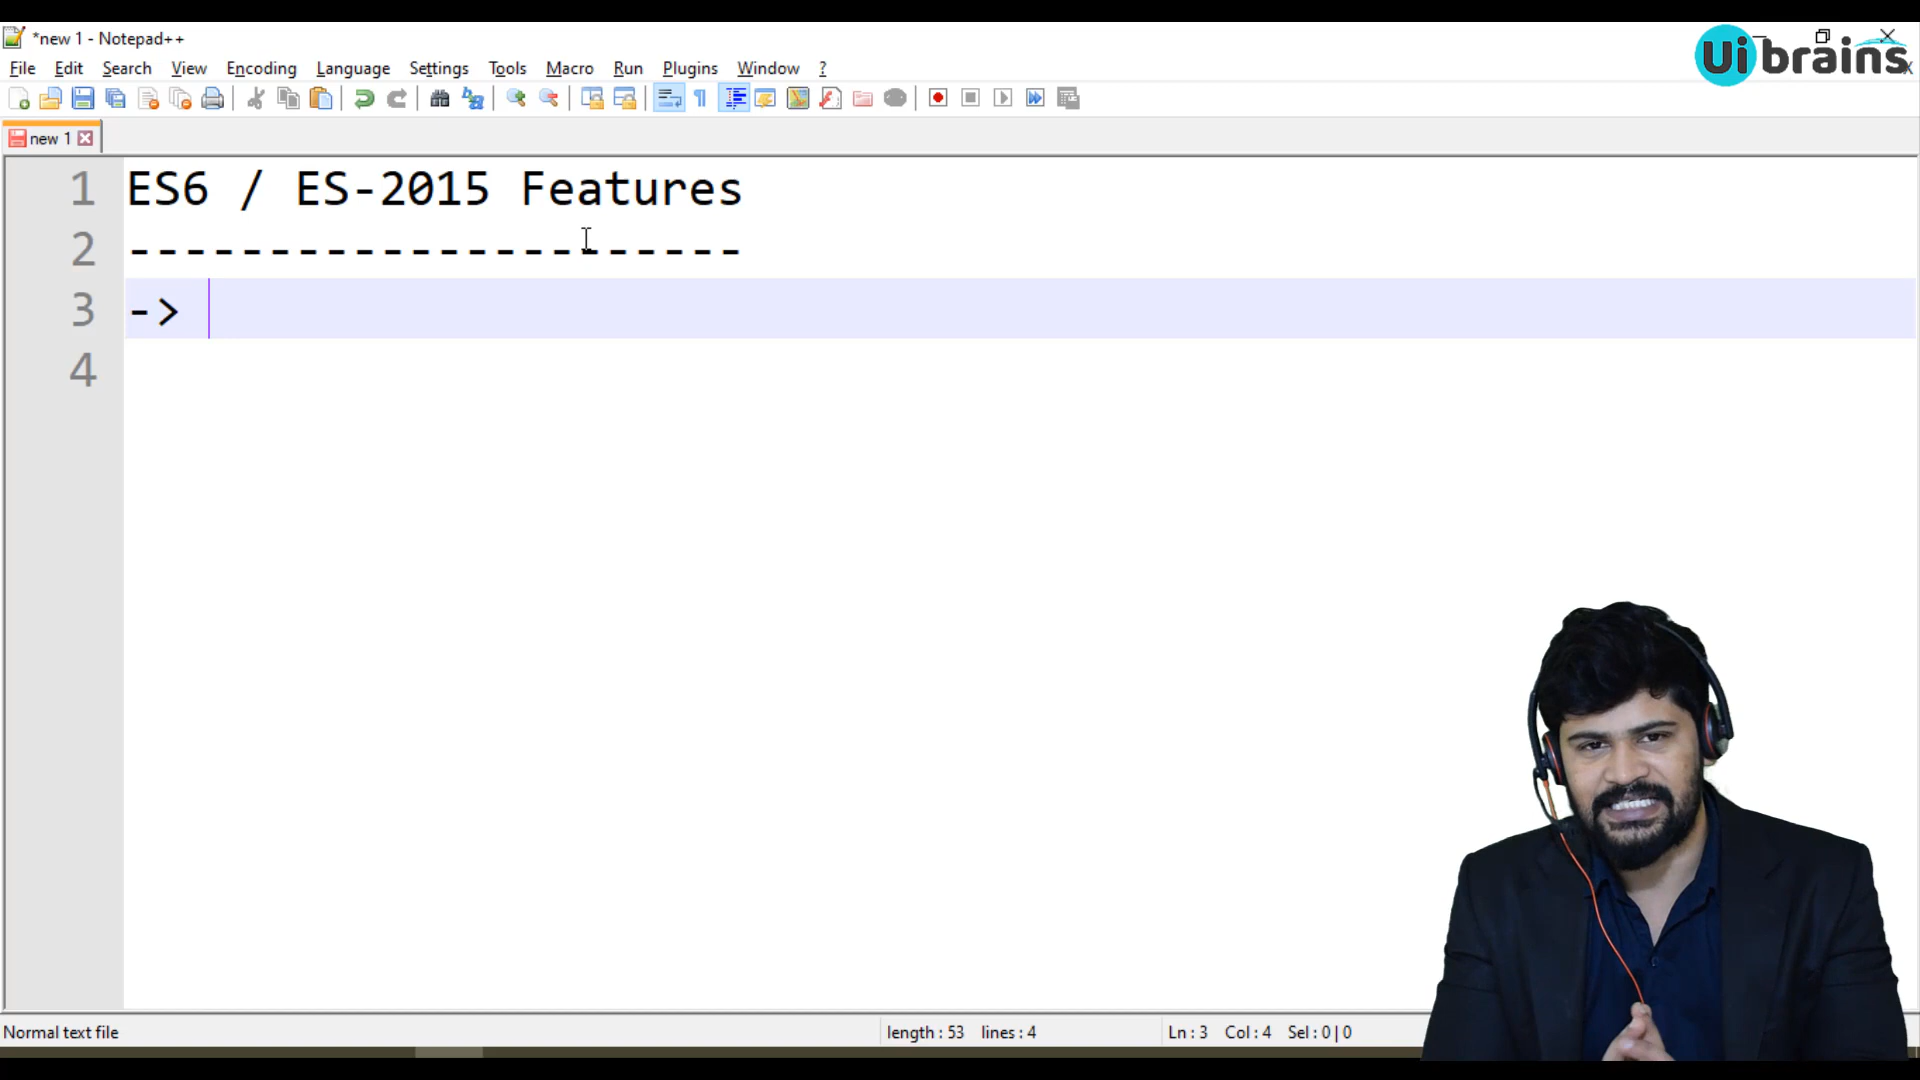 *new 1 - Notepad++
Ui brains
File Edit Search View Encoding Language Settings Tools Macro Run Plugins Window ?
new 1
1 ES6 / ES-2015 Features
2 ----------------------
3 ->
4
Normal text file length : 53 lines : 4 Ln : 3 Col : 4 Sel : 0 | 0